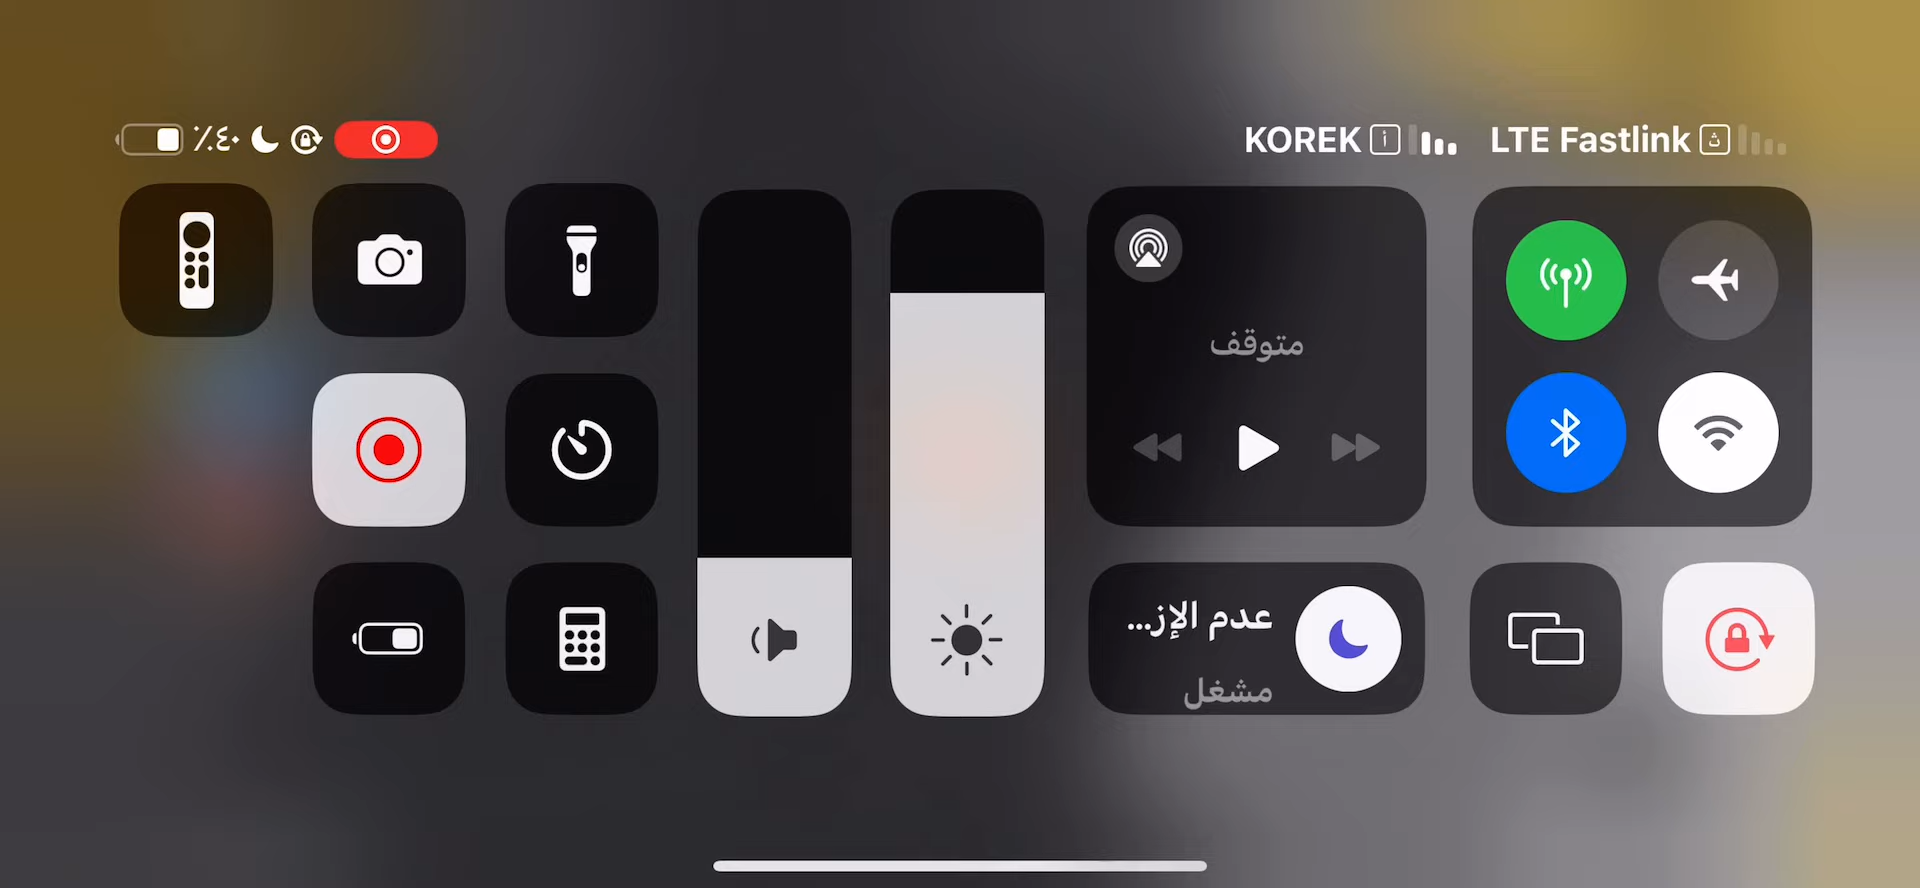 LTE Fastlink ث KOREK أ ٪٤٠
متوقف
عدم الإز...
مشغل